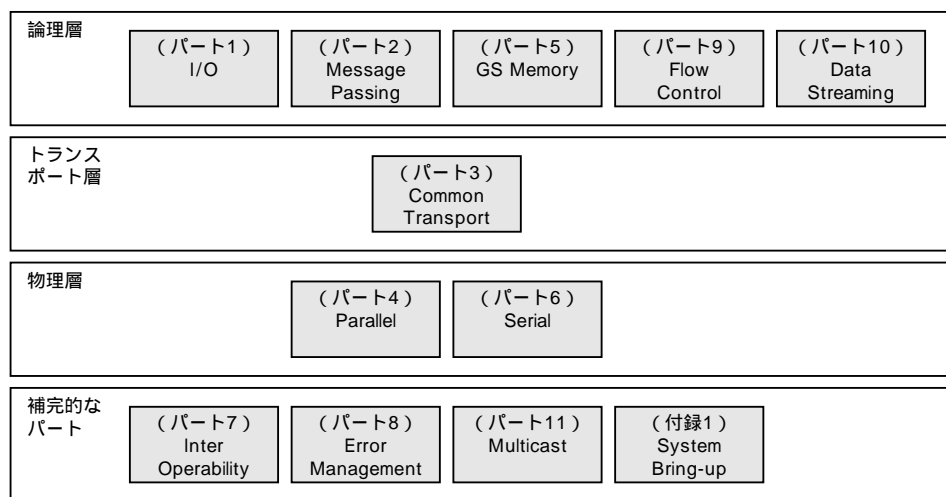 論理層
（パート1）
I/O
（パート2）
Message
Passing
（パート5）
GS Memory
（パート9）
Flow
Control
（パート10）
Data
Streaming
トランス
ポート層
（パート3）
Common
Transport
物理層
（パート4）
Parallel
（パート6）
Serial
補完的な
パート
（パート7）
Inter
Operability
（パート8）
Error
Management
（パート11）
Multicast
（付録1）
System
Bring-up